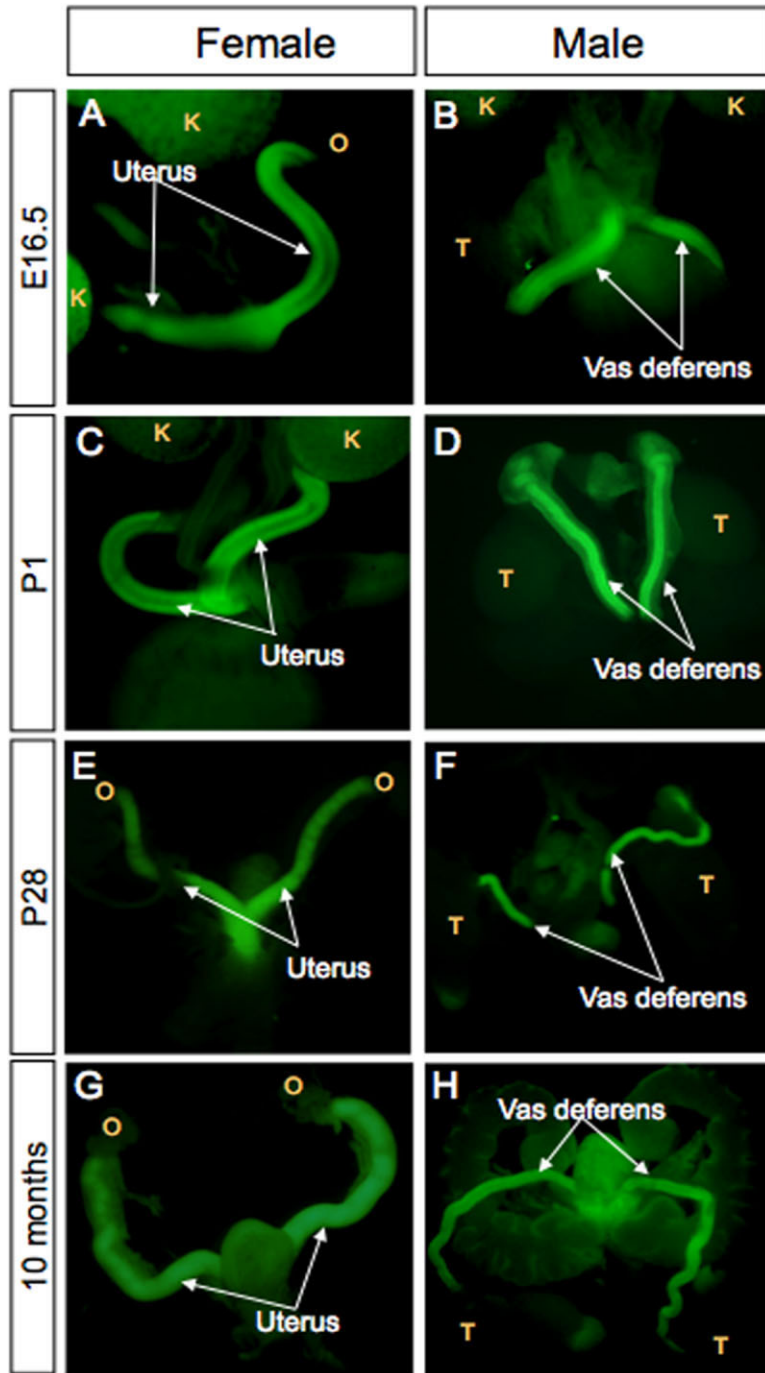 Female
Male
E16.5
A
K
O
Uterus
K
B
K
K
T
Vas deferens
P1
C
K
K
Uterus
D
T
T
Vas deferens
P28
E
O
O
Uterus
F
T
T
Vas deferens
10 months
G
O
O
Uterus
H
Vas deferens
T
T